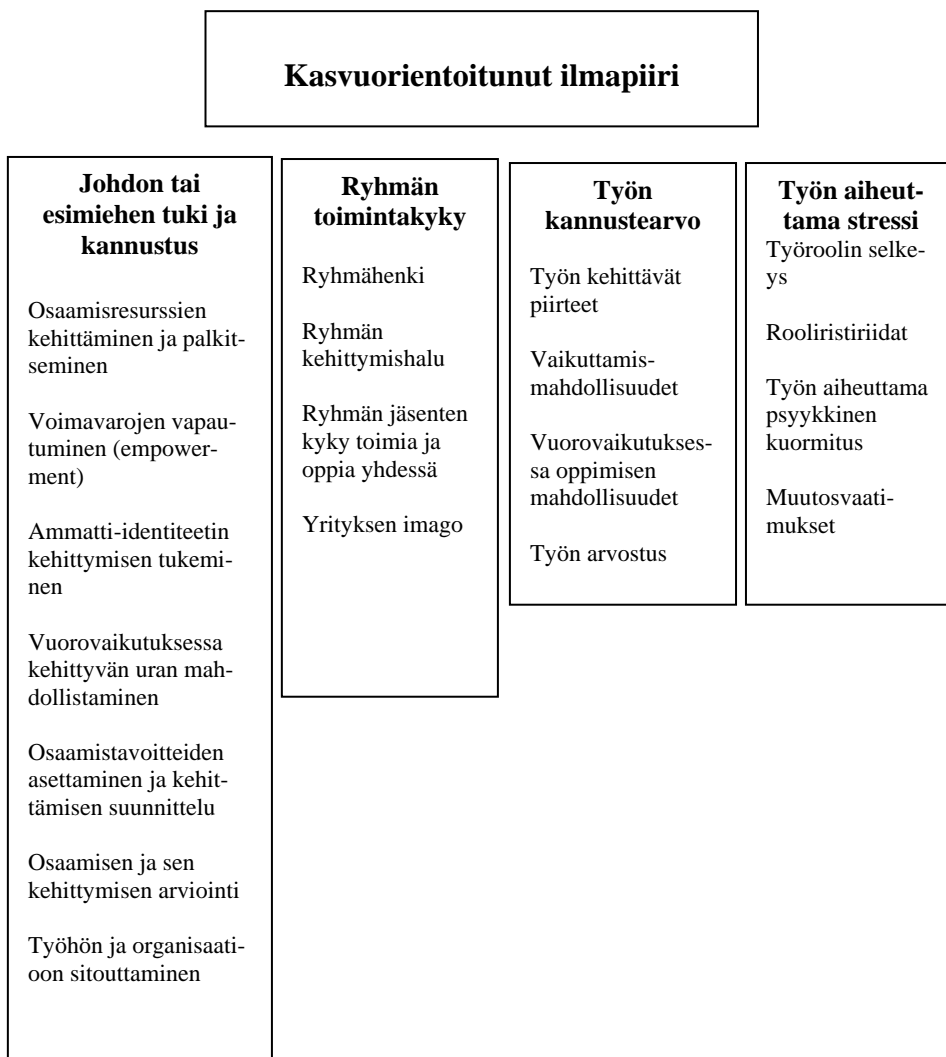 Kasvuorientoitunut ilmapiiri
Johdon tai
esimiehen tuki ja
kannustus
Osaamisresurssien
kehittäminen ja palkit-
seminen
Voimavarojen vapau-
tuminen (empower-
ment)
Ammatti-identiteetin
kehittymisen tukemi-
nen
Vuorovaikutuksessa
kehittyvän uran mah-
dollistaminen
Osaamistavoitteiden
asettaminen ja kehit-
tämisen suunnittelu
Osaamisen ja sen
kehittymisen arviointi
Työhön ja organisaati-
oon sitouttaminen
Ryhmän
toimintakyky
Ryhmähenki
Ryhmän
kehittymishalu
Ryhmän jäsenten
kyky toimia ja
oppia yhdessä
Yrityksen imago
Työn
kannustearvo
Työn kehittävät
piirteet
Vaikuttamis-
mahdollisuudet
Vuorovaikutukses-
sa oppimisen
mahdollisuudet
Työn arvostus
Työn aiheut-
tama stressi
Työroolin selke-
ys
Rooliristiriidat
Työn aiheuttama
psyykkinen
kuormitus
Muutosvaati-
mukset